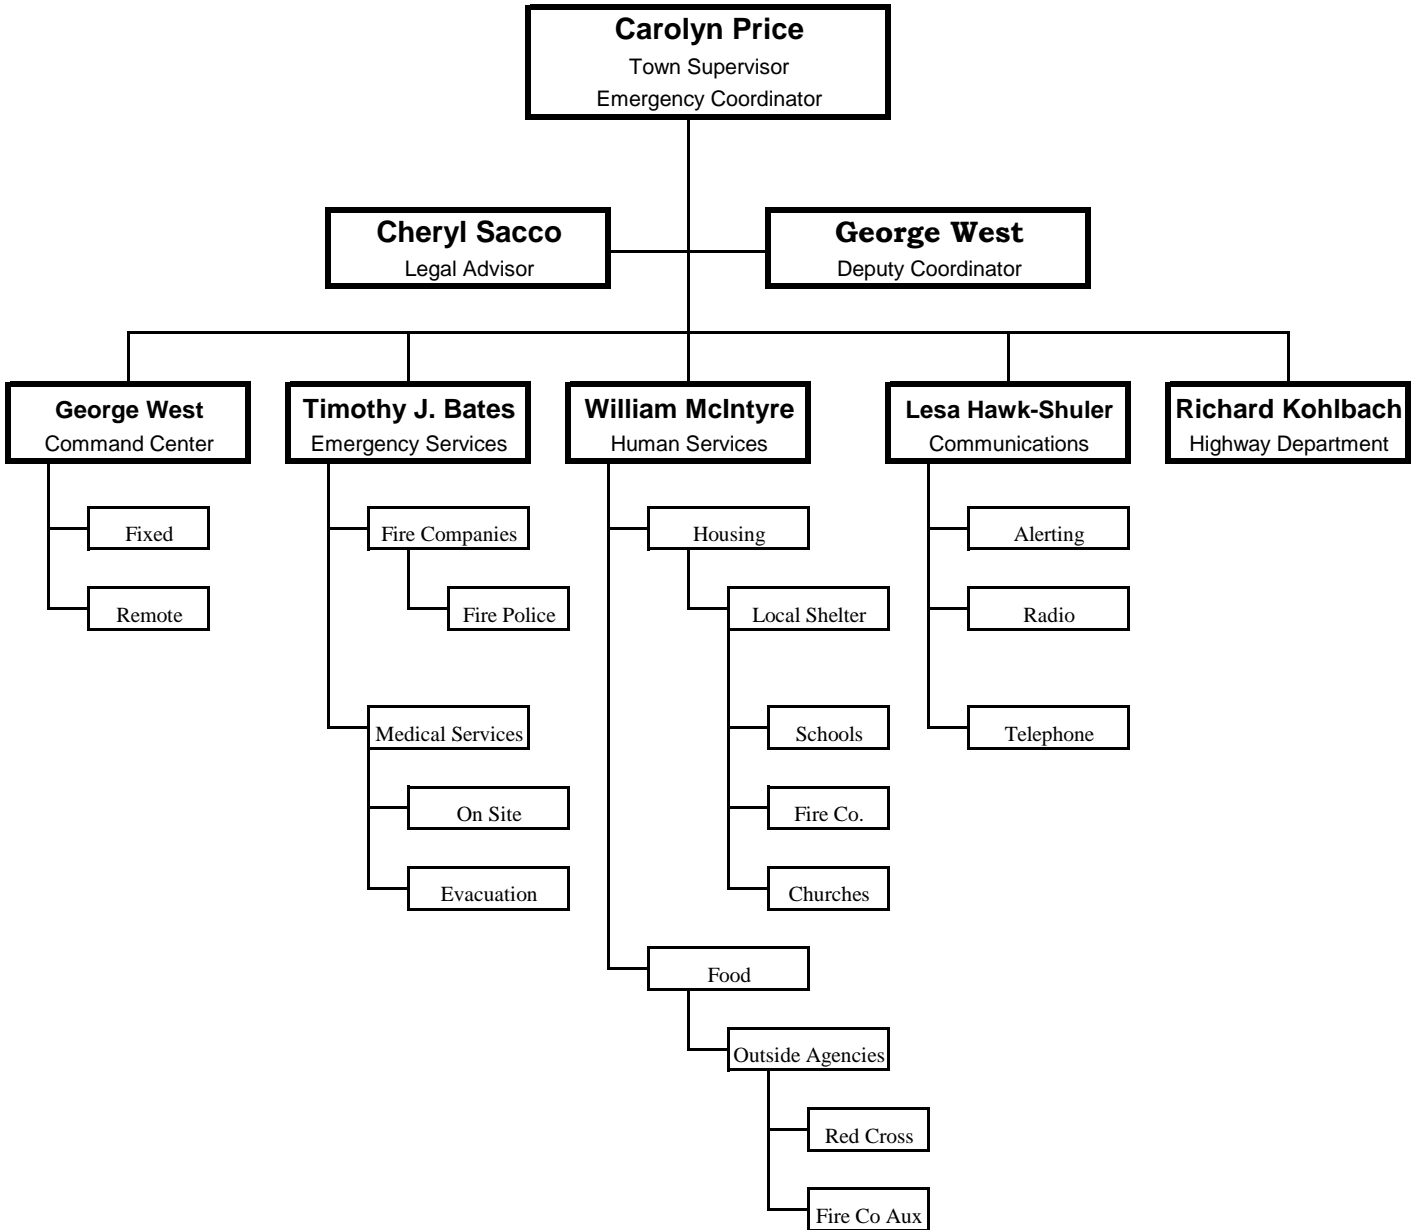 Carolyn Price
Town Supervisor
Emergency Coordinator
Cheryl Sacco
Legal Advisor
George West
Deputy Coordinator
George West
Command Center
Timothy J. Bates
Emergency Services
William McIntyre
Human Services
Lesa Hawk-Shuler
Communications
Richard Kohlbach
Highway Department
Fixed
Remote
Fire Companies
Fire Police
Medical Services
On Site
Evacuation
Housing
Local Shelter
Schools
Fire Co.
Churches
Food
Outside Agencies
Red Cross
Fire Co Aux
Alerting
Radio
Telephone